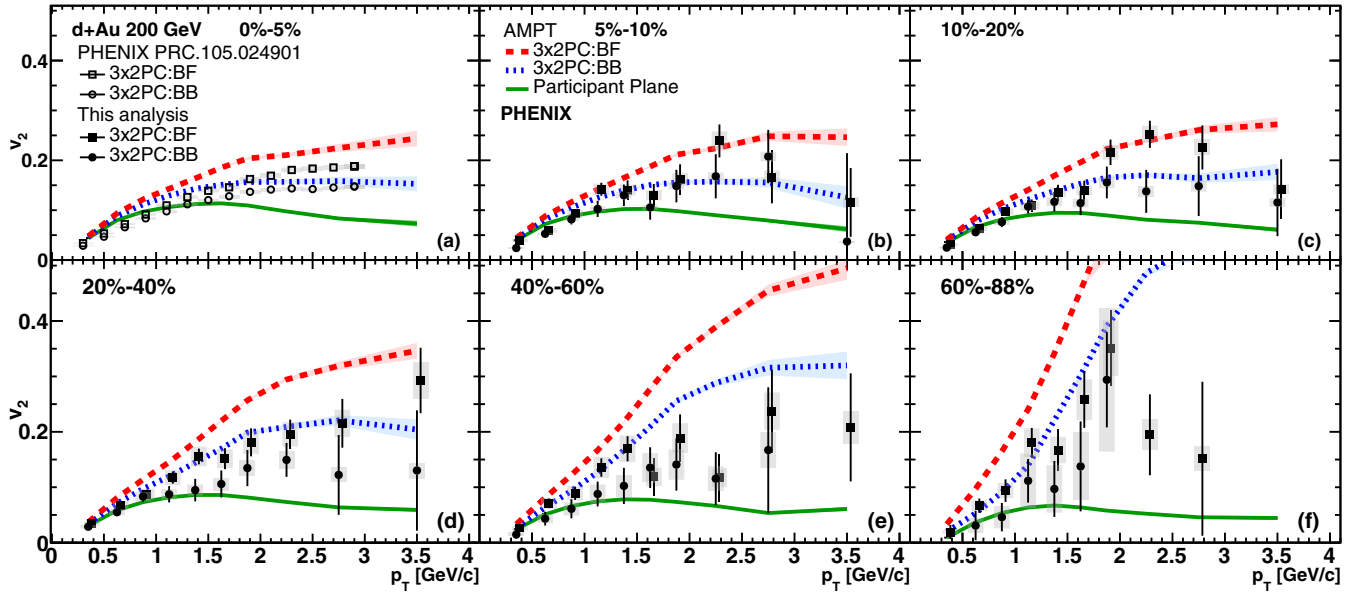 d+Au 200 GeV 0%-5%
PHENIX PRC.105.024901
3x2PC:BF
3x2PC:BB
This analysis
3x2PC:BF
3x2PC:BB
(a)
AMPT 5%-10%
3x2PC:BF
3x2PC:BB
Participant Plane
PHENIX
(b)
10%-20%
(c)
v2
0.4
0.2
0
20%-40%
(d)
40%-60%
(e)
60%-88%
(f)
v2
0.4
0.2
0
0.5 1 1.5 2 2.5 3 3.5 4
0.5 1 1.5 2 2.5 3 3.5
0.5 1 1.5 2 2.5 3 3.5 4
pT [GeV/c]
pT [GeV/c]
pT [GeV/c]